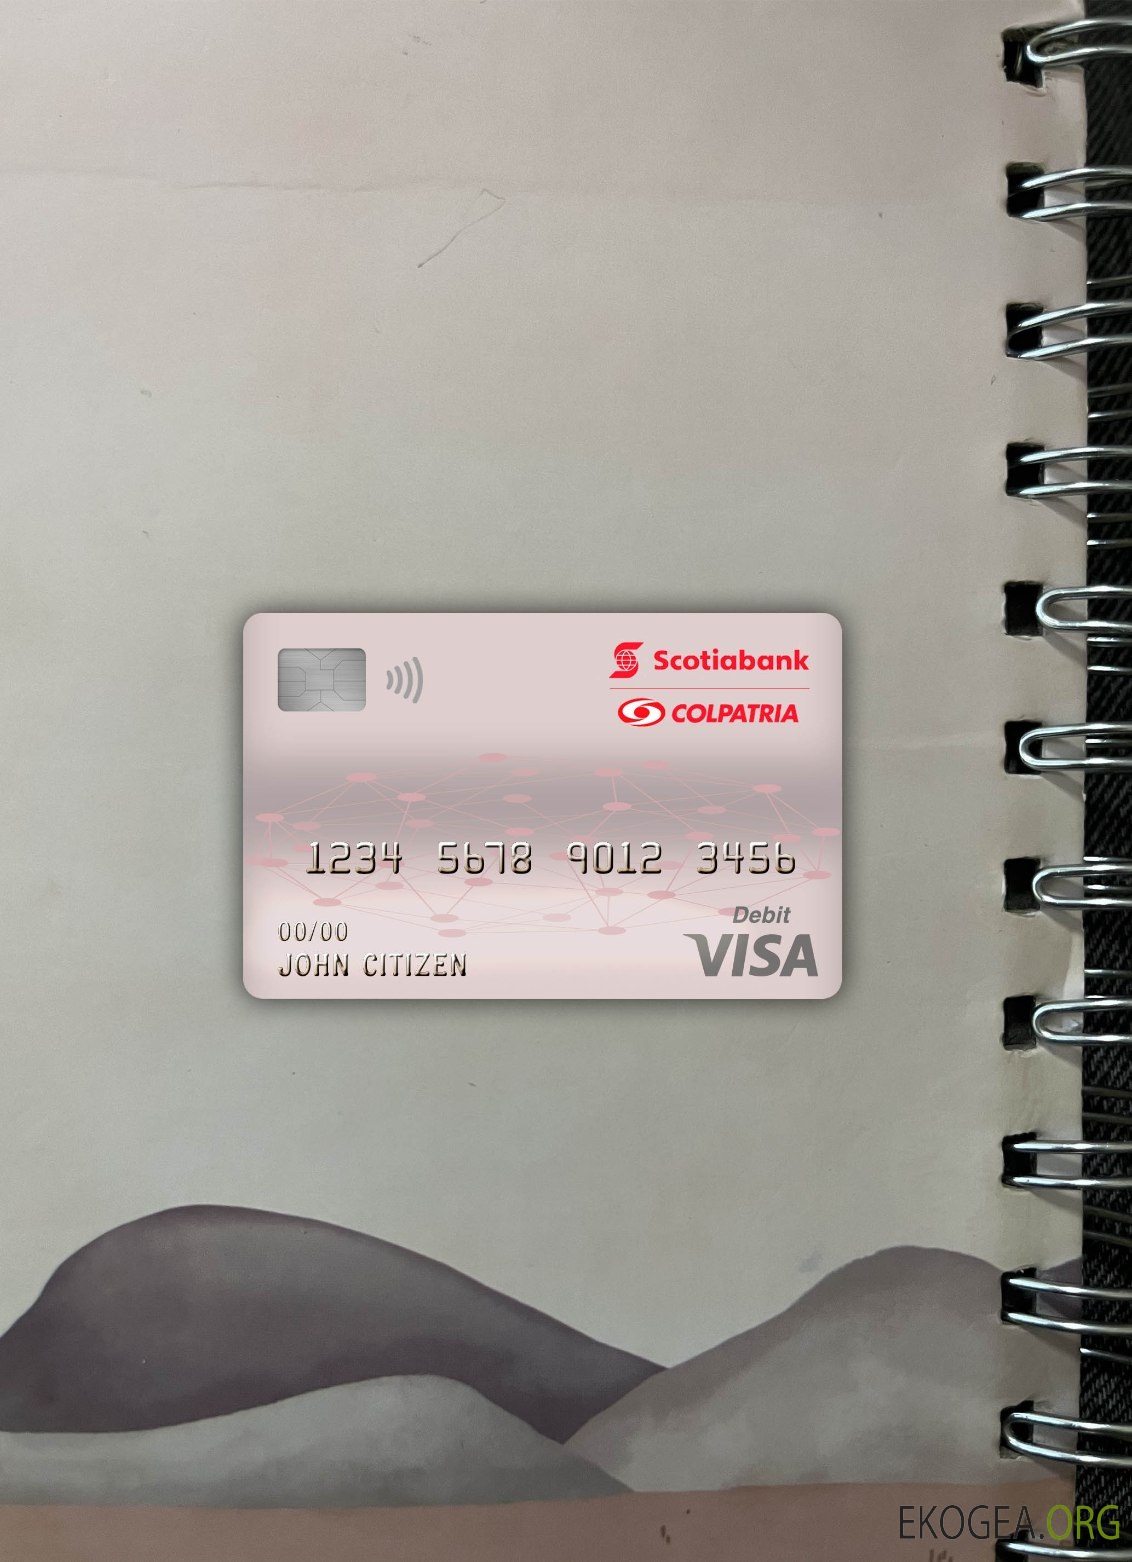 Scotiabank
COLPATRIA
1234 5678 9012 3456
Debit
00/00
VISA
JOHN CITIZEN
EKOGEA.ORG